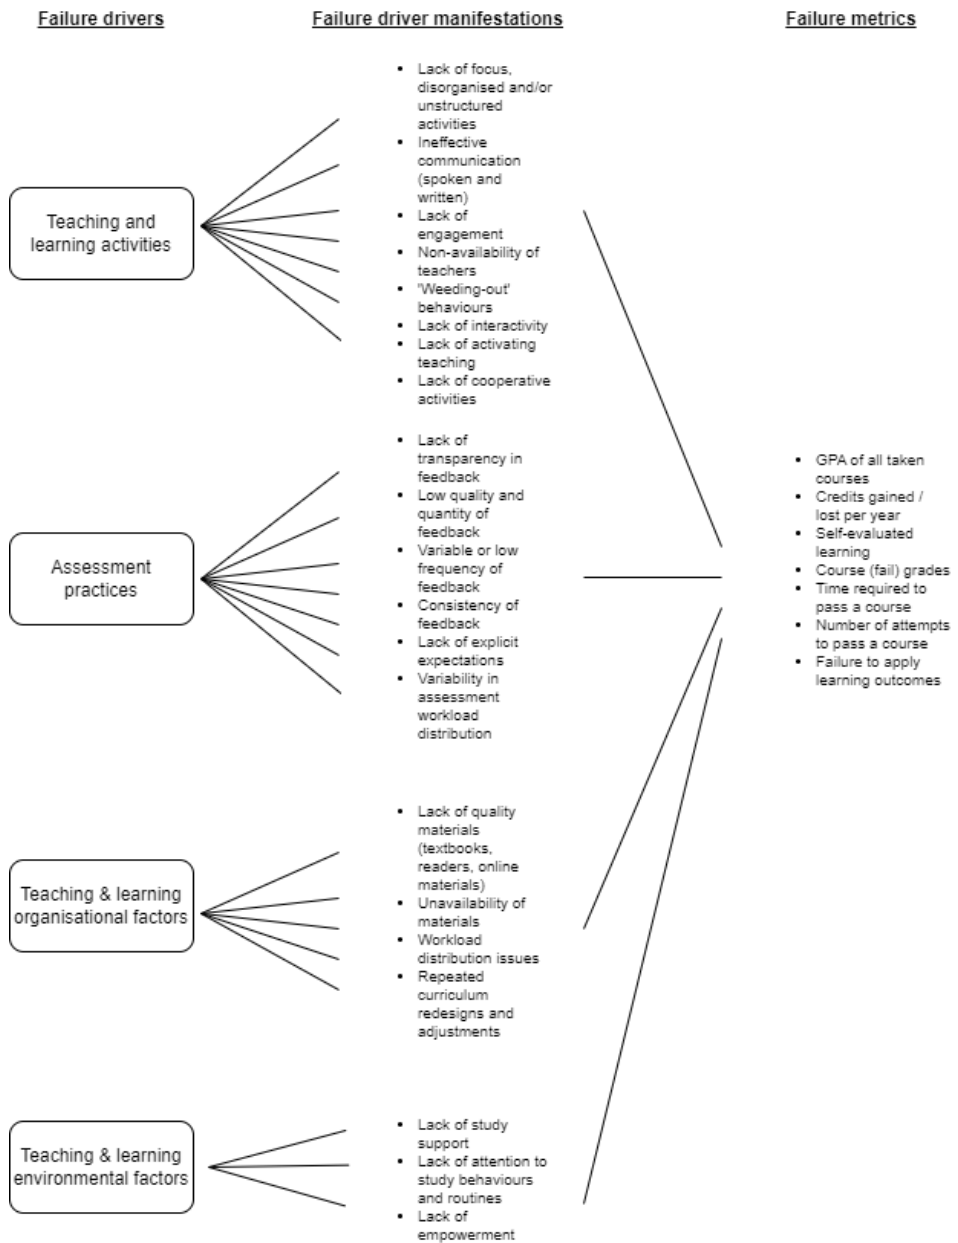 Failure drivers
Failure driver manifestations
Failure metrics
Teaching and
learning activities
• Lack of focus,
disorganised and/or
unstructured
activities
• Ineffective
communication
(spoken and
written)
• Lack of
engagement
• Non-availability of
teachers
• 'Weeding-out'
behaviours
• Lack of interactivity
• Lack of activating
teaching
• Lack of cooperative
activities
Assessment
practices
• Lack of
transparency in
feedback
• Low quality and
quantity of
feedback
• Variable or low
frequency of
feedback
• Consistency of
feedback
• Lack of explicit
expectations
• Variability in
assessment
workload
distribution
Teaching & learning
organisational factors
• Lack of quality
materials
(textbooks,
readers, online
materials)
• Unavailability of
materials
• Workload
distribution issues
• Repeated
curriculum
redesigns and
adjustments
Teaching & learning
environmental factors
• Lack of study
support
• Lack of attention to
study behaviours
and routines
• Lack of
empowerment
• GPA of all taken
courses
• Credits gained /
lost per year
• Self-evaluated
learning
• Course (fail) grades
• Time required to
pass a course
• Number of attempts
to pass a course
• Failure to apply
learning outcomes